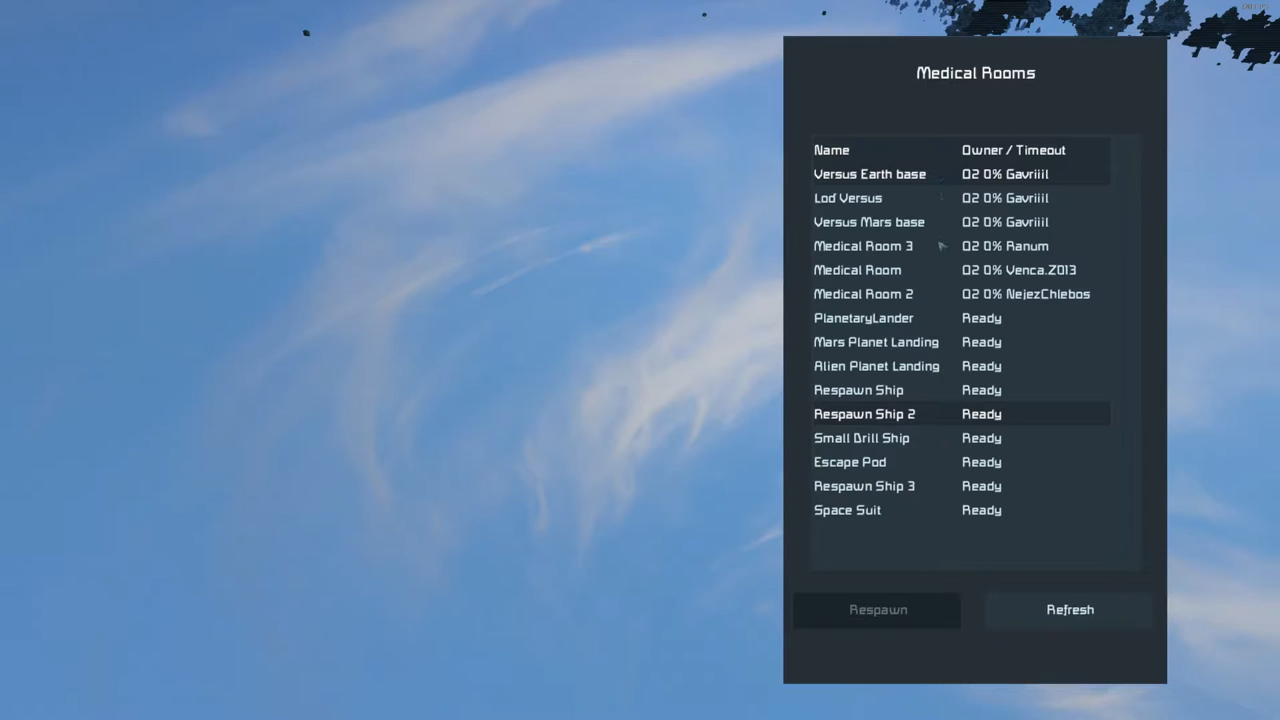 Medical Rooms
Name Owner / Timeout
Versus Earth base O2 0% Gavriiil
Loď Versus O2 0% Gavriiil
Versus Mars base O2 0% Gavriiil
Medical Room 3 O2 0% Ranum
Medical Room O2 0% Venca.Z013
Medical Room 2 O2 0% NejezChlebos
PlanetaryLander Ready
Mars Planet Landing Ready
Alien Planet Landing Ready
Respawn Ship Ready
Respawn Ship 2 Ready
Small Drill Ship Ready
Escape Pod Ready
Respawn Ship 3 Ready
Space Suit Ready
Respawn Refresh